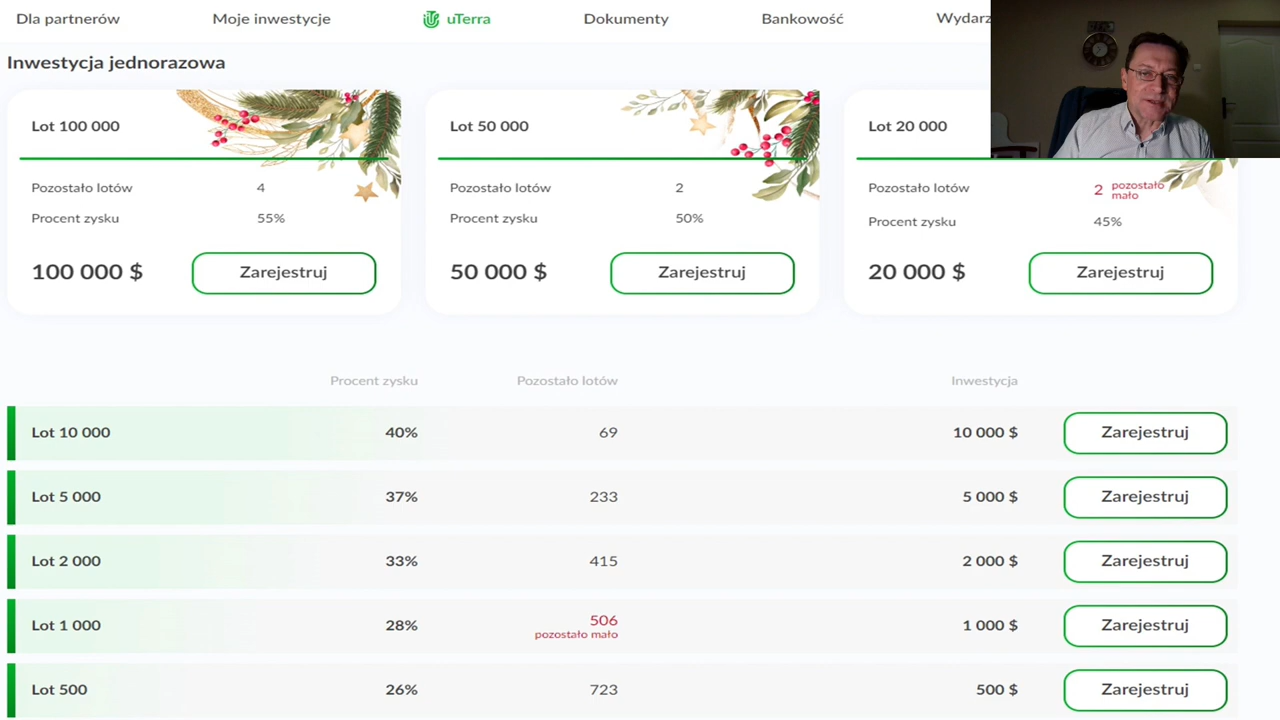 Dla partnerów Moje inwestycje uTerra Dokumenty Bankowość Wydarz
Inwestycja jednorazowa
Lot 100 000
Pozostało lotów 4
Procent zysku 55%
100 000 $ Zarejestruj
Lot 50 000
Pozostało lotów 2
Procent zysku 50%
50 000 $ Zarejestruj
Lot 20 000
Pozostało lotów 2 pozostało
mało
Procent zysku 45%
20 000 $ Zarejestruj
Procent zysku Pozostało lotów Inwestycja
Lot 10 000 40% 69 10 000 $ Zarejestruj
Lot 5 000 37% 233 5 000 $ Zarejestruj
Lot 2 000 33% 415 2 000 $ Zarejestruj
Lot 1 000 28% 506 1 000 $ Zarejestruj
pozostało mało
Lot 500 26% 723 500 $ Zarejestruj